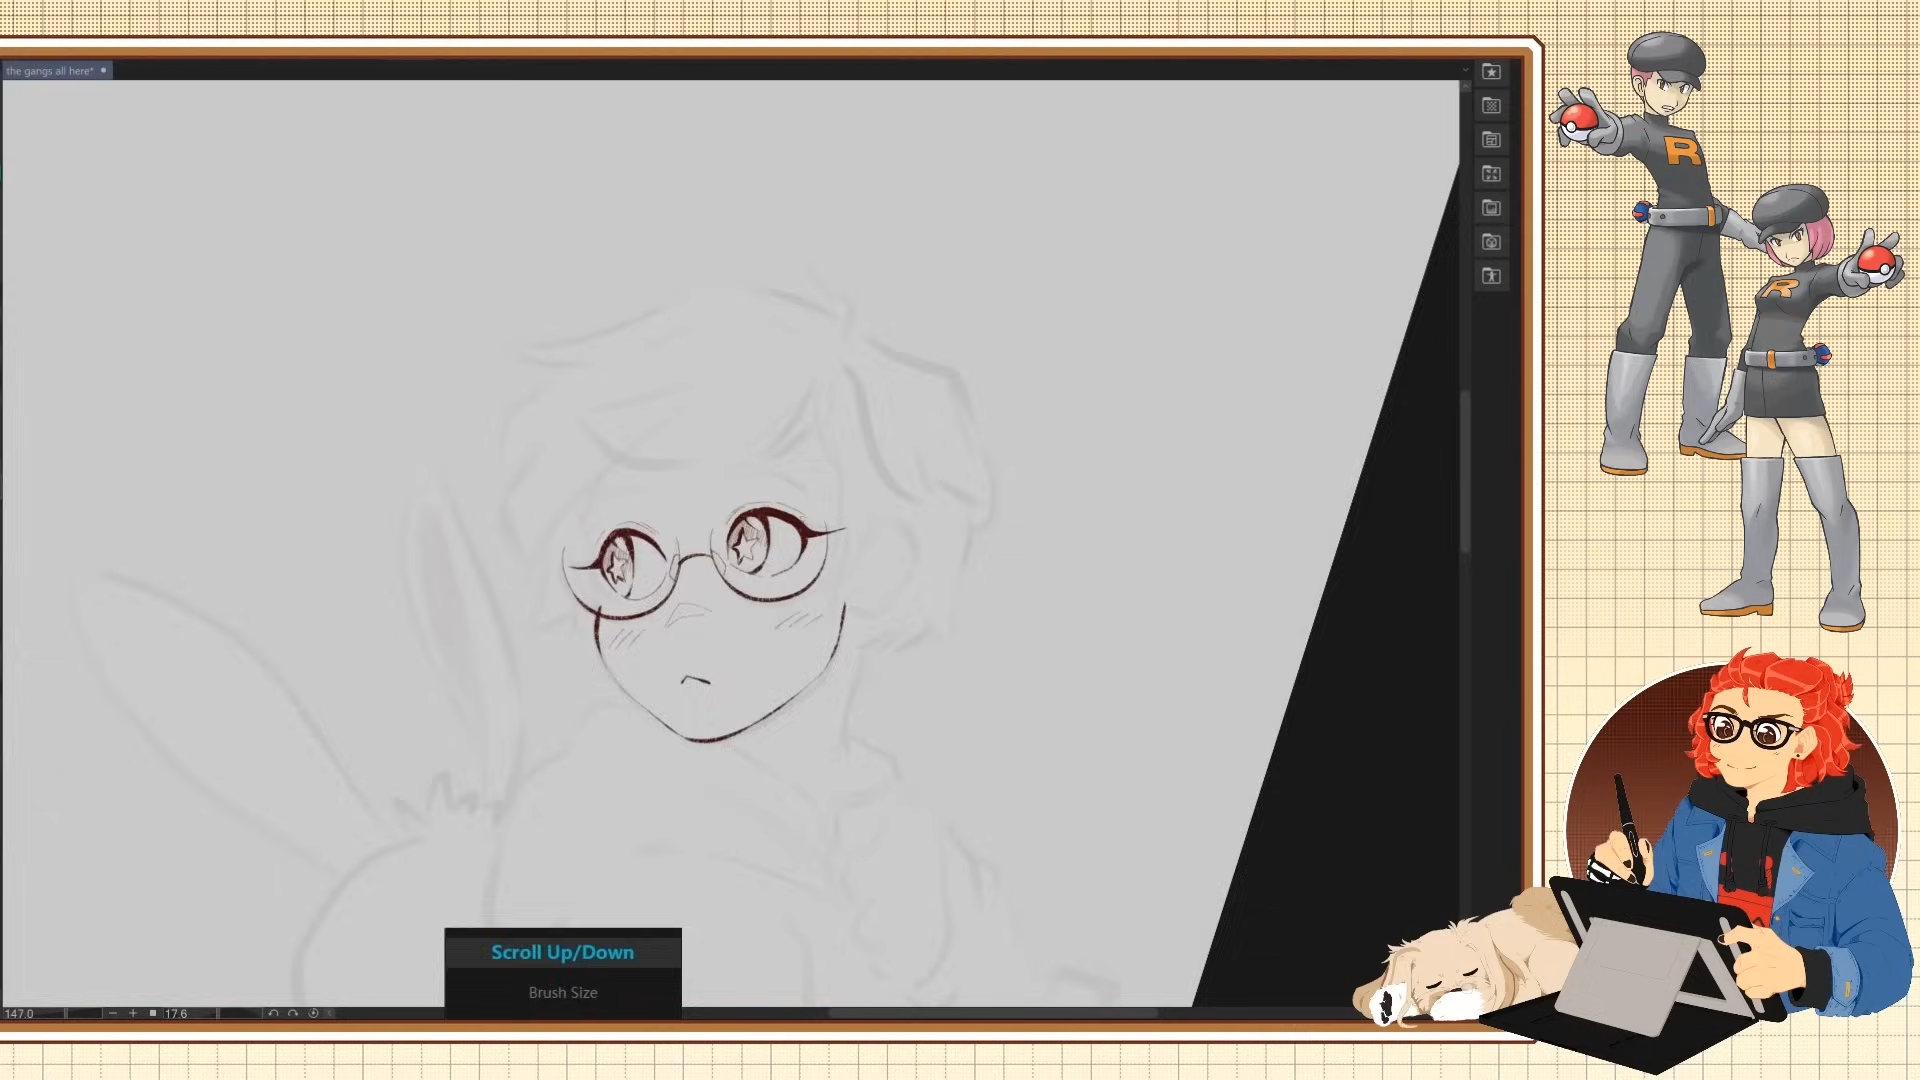 the gangs all here*
R
R
Scroll Up/Down
Brush Size
147.0
17.6